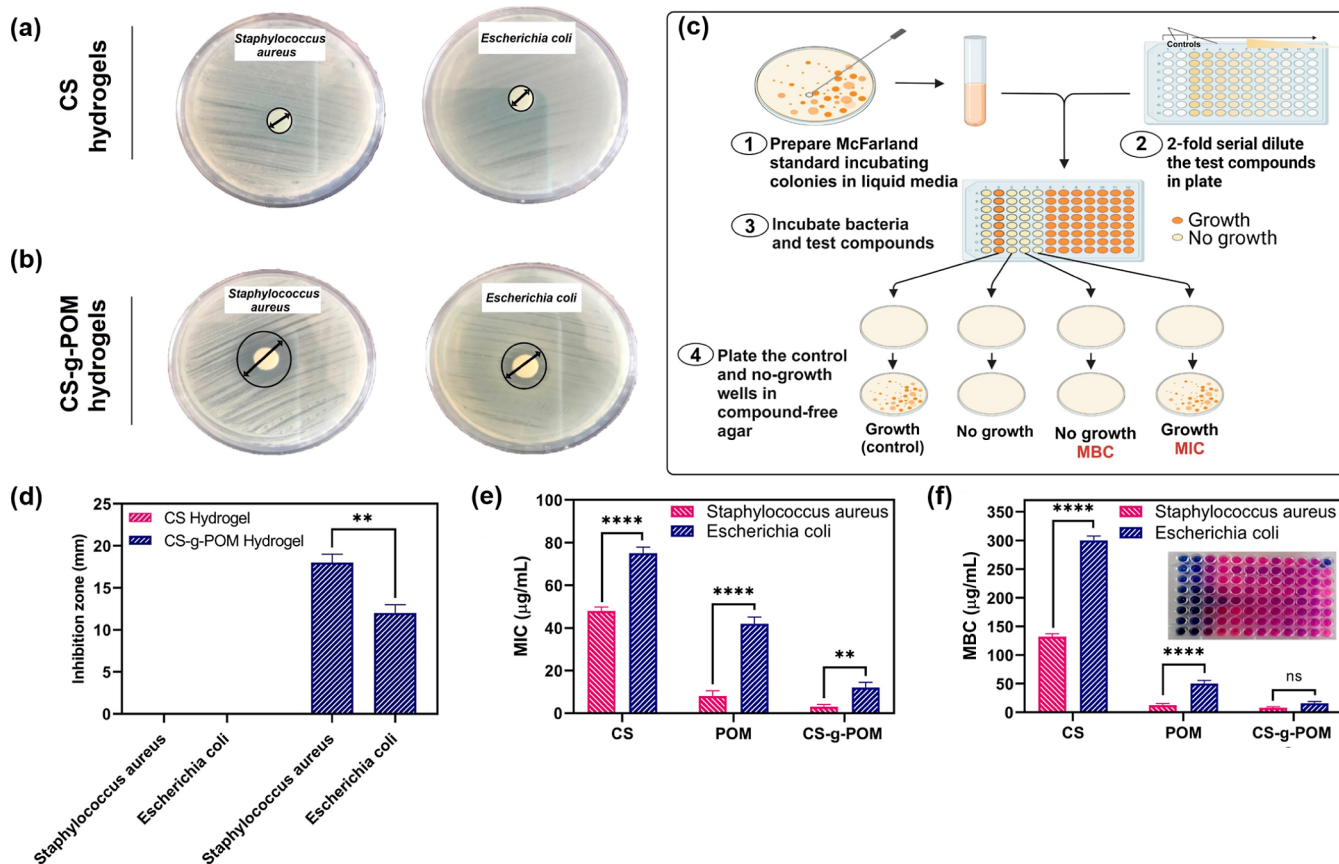 (a)
CS
hydrogels
Staphylococcus
aureus
Escherichia coli
(b)
CS-g-POM
hydrogels
Staphylococcus
aureus
Escherichia coli
(c)
Controls
1 Prepare McFarland
standard incubating
colonies in liquid media
2 2-fold serial dilute
the test compounds
in plate
3 Incubate bacteria
and test compounds
Growth
No growth
4 Plate the control
and no-growth
wells in
compound-free
agar
Growth
(control)
No growth
No growth
MBC
Growth
MIC
(d)
Inhibition zone (mm)
25
20
15
10
5
0
CS Hydrogel
CS-g-POM Hydrogel
**
Staphylococcus aureus
Escherichia coli
Staphylococcus aureus
Escherichia coli
(e)
MIC (µg/mL)
100
80
60
40
20
0
Staphylococcus aureus
Escherichia coli
****
****
**
CS
POM
CS-g-POM
(f)
MBC (µg/mL)
350
300
250
200
150
100
50
0
Staphylococcus aureus
Escherichia coli
****
****
ns
CS
POM
CS-g-POM